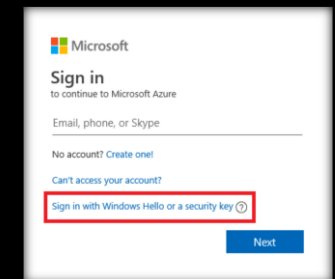 Microsoft
Sign in
to continue to Microsoft Azure
Email, phone, or Skype
No account? Create one!
Can't access your account?
Sign in with Windows Hello or a security key ?
Next